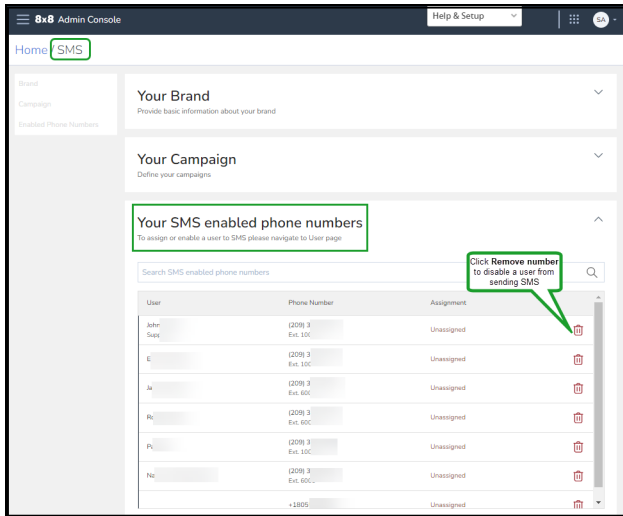 8x8 Admin Console
Help & Setup
SA
Home / SMS
Brand
Campaign
Enabled Phone Numbers
Your Brand
Provide basic information about your brand
Your Campaign
Define your campaigns
Your SMS enabled phone numbers
To assign or enable a user to SMS please navigate to User page
Click Remove number
to disable a user from
sending SMS
Search SMS enabled phone numbers
User Phone Number Assignment
John (209) 3 Unassigned
Supp Ext. 100
E (209) 3 Unassigned
Ext. 100
Ja (209) 3 Unassigned
Ext. 600
Ro (209) 3 Unassigned
Ext. 600
(209) 3 Unassigned
Ext. 100
Na (209) 3 Unassigned
Ext. 600
+1805 Unassigned